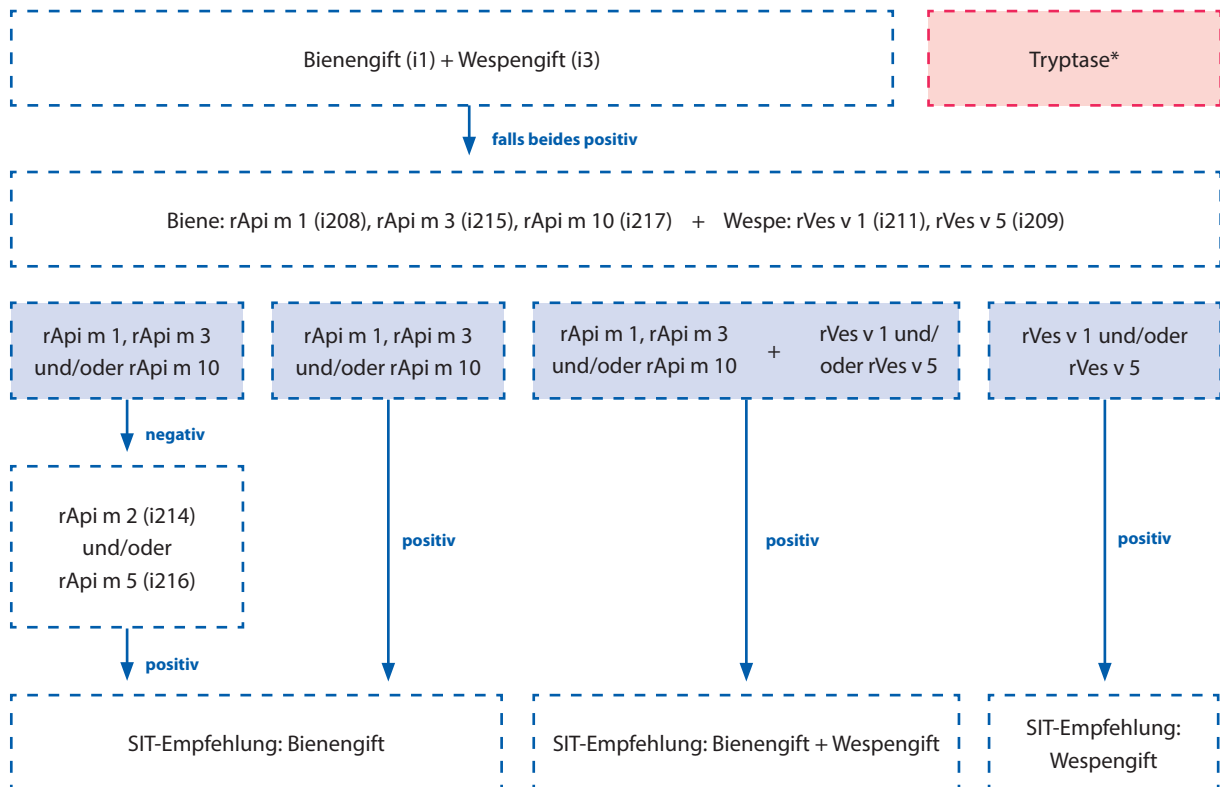 Bienengift (i1) + Wespengift (i3)
Tryptase*
falls beides positiv
Biene: rApi m 1 (i208), rApi m 3 (i215), rApi m 10 (i217) + Wespe: rVes v 1 (i211), rVes v 5 (i209)
rApi m 1, rApi m 3
und/oder rApi m 10
rApi m 1, rApi m 3
und/oder rApi m 10
rApi m 1, rApi m 3
und/oder rApi m 10
+
rVes v 1 und/
oder rVes v 5
rVes v 1 und/oder
rVes v 5
negativ
rApi m 2 (i214)
und/oder
rApi m 5 (i216)
positiv
positiv
positiv
positiv
SIT-Empfehlung: Bienengift
SIT-Empfehlung: Bienengift + Wespengift
SIT-Empfehlung:
Wespengift